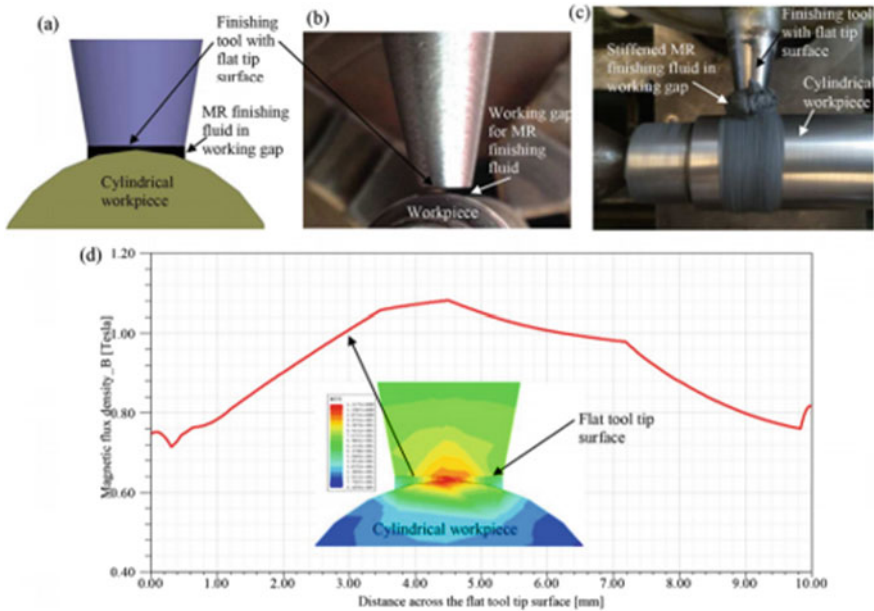 (a)
Finishing
tool with
flat tip
surface
MR finishing
fluid in
working gap
Cylindrical
workpiece
(b)
Working gap
for MR
finishing
fluid
Workpiece
(c)
Finishing tool
with flat tip
surface
Stiffened MR
finishing fluid in
working gap
Cylindrical
workpiece
(d)
Magnetic flux density_B [Tesla]
1.20
1.00
0.80
0.60
0.40
Flat tool tip
surface
Cylindrical workpiece
0.00 1.00 2.00 3.00 4.00 5.00 6.00 7.00 8.00 9.00 10.00
Distance across the flat tool tip surface [mm]